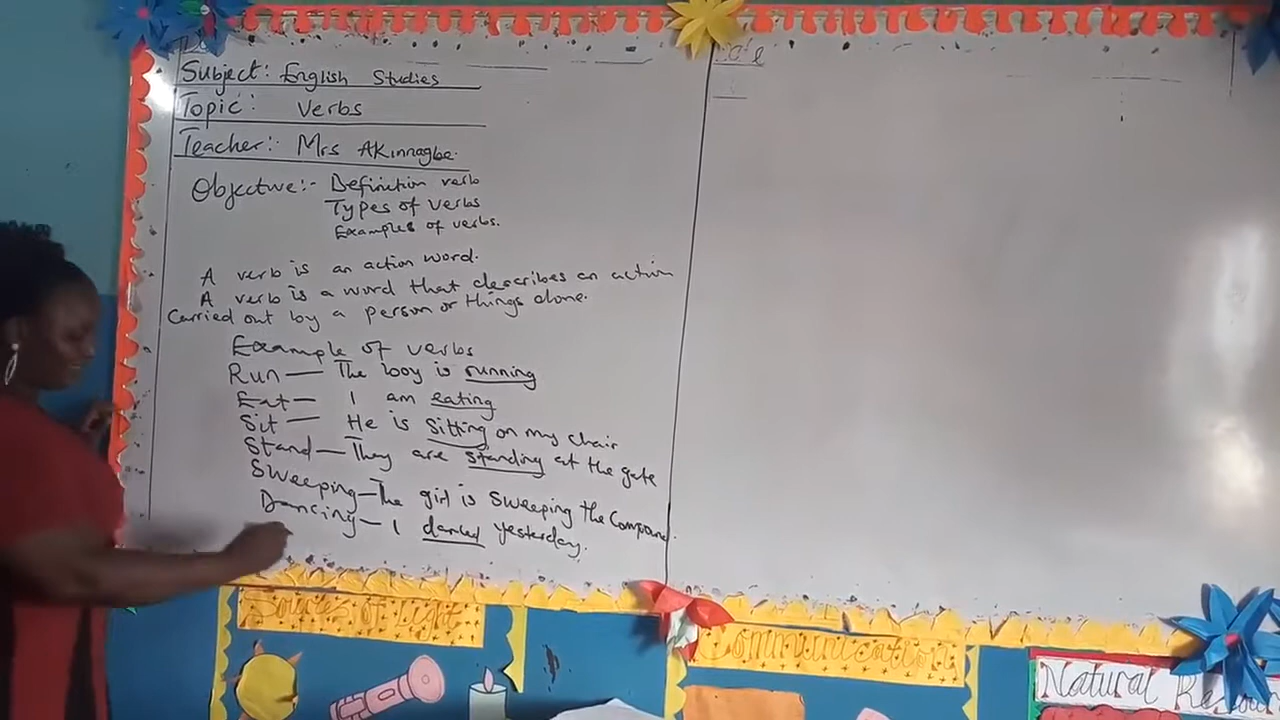 Subject: English Studies
Topic: Verbs
Teacher:- Mrs Akinnagbe.
Objective:- Definition verb
Types of verbs
Examples of verbs.
A verb is an action word.
A verb is a word that describes an action
Carried out by a person or things alone.
Example of verbs
Run — The boy is running
Eat — I am eating
Sit — He is sitting on my chair
Stand — They are standing at the gate
Sweeping — The girl is sweeping the compound.
Dancing — I danced yesterday.
Sources of Light
Communication
Natural